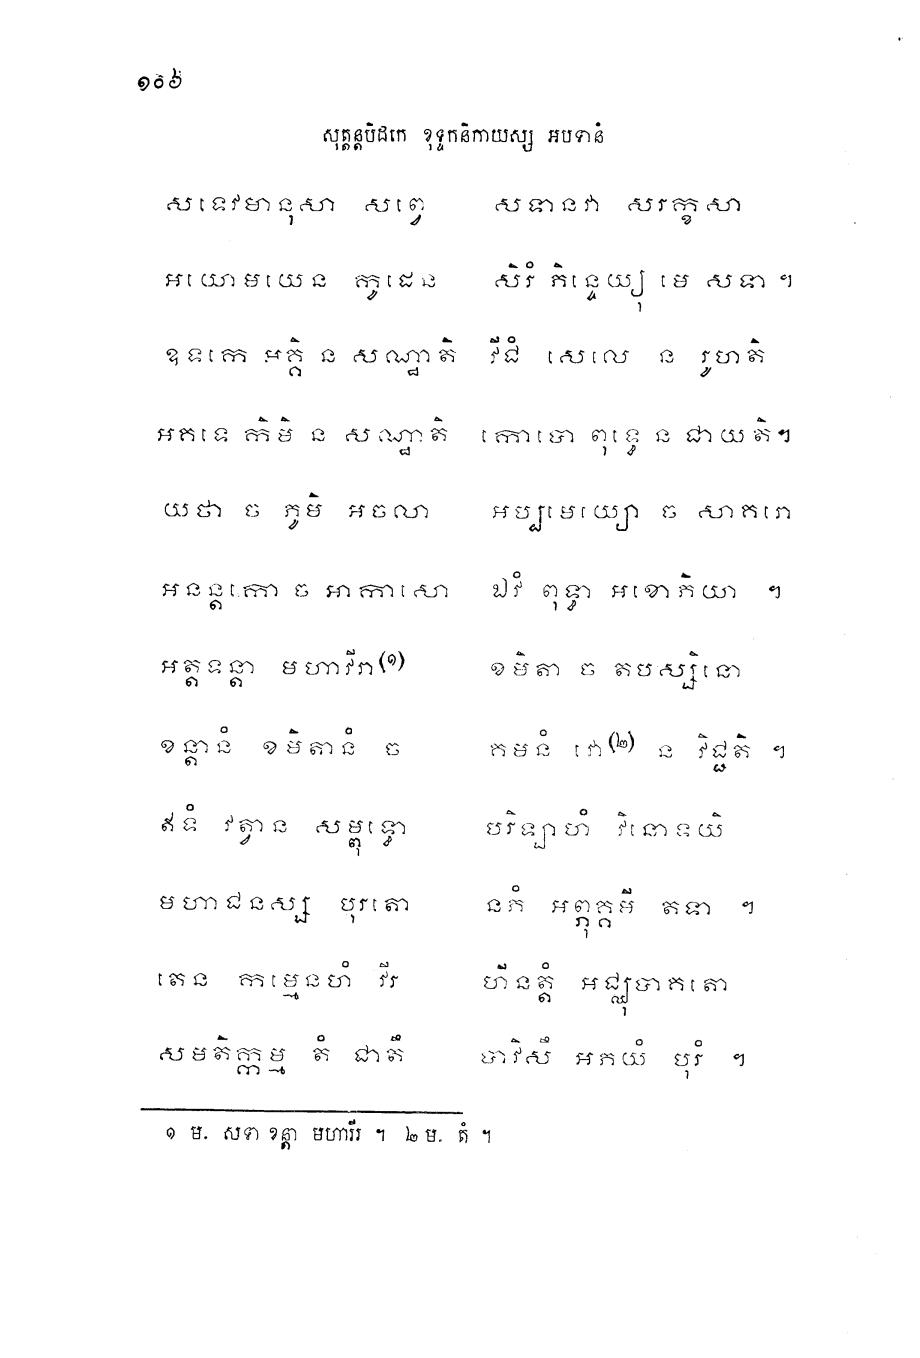 ១០៦
សុត្តន្តបិដកេ ខុទ្ទកនិកាយស្ស អបទានំ
សទេវមានុសា សព្វេ សទានវា សរក្ខសា
អយោមយេន កូដេន សិរំ ភិន្ទេយ្យុ មេ សទា ។
ឧទកេ អគ្គិ ន សណ្ឋាតិ វីជំ សេលេ ន រូហតិ
អគទេ កិមិ ន សណ្ឋាតិ កោបោ ពុទ្ធេ ន ជាយតិ។
យថា ច ភូមិ អចលា អប្បមេយ្យោ ច សាគរោ
អនន្តកោ ច អាកាសោ ឯវំ ពុទ្ធា អខោភិយា ។
អត្តទន្តា មហាវីរា(១) ខមិតា ច តបស្សិនោ
ខន្តានំ ខមិតានំ ច គមនំ វោ(២) ន វិជ្ជតិ ។
ឥទំ វត្វាន សម្ពុទ្ធោ បរិឡាហំ វិនោទយិ
មហាជនស្ស បុរតោ នភំ អព្ភុគ្គមី តទា ។
តេន កម្មេនហំ វីរ ហីនត្តំ អជ្ឈុបាគតោ
សមតិក្កម្ម តំ ជាតឹ បាវិសឹ អភយំ បុរំ ។
១ ម. សទា ខន្តា មហាវីរ ។ ២ ម. តំ ។